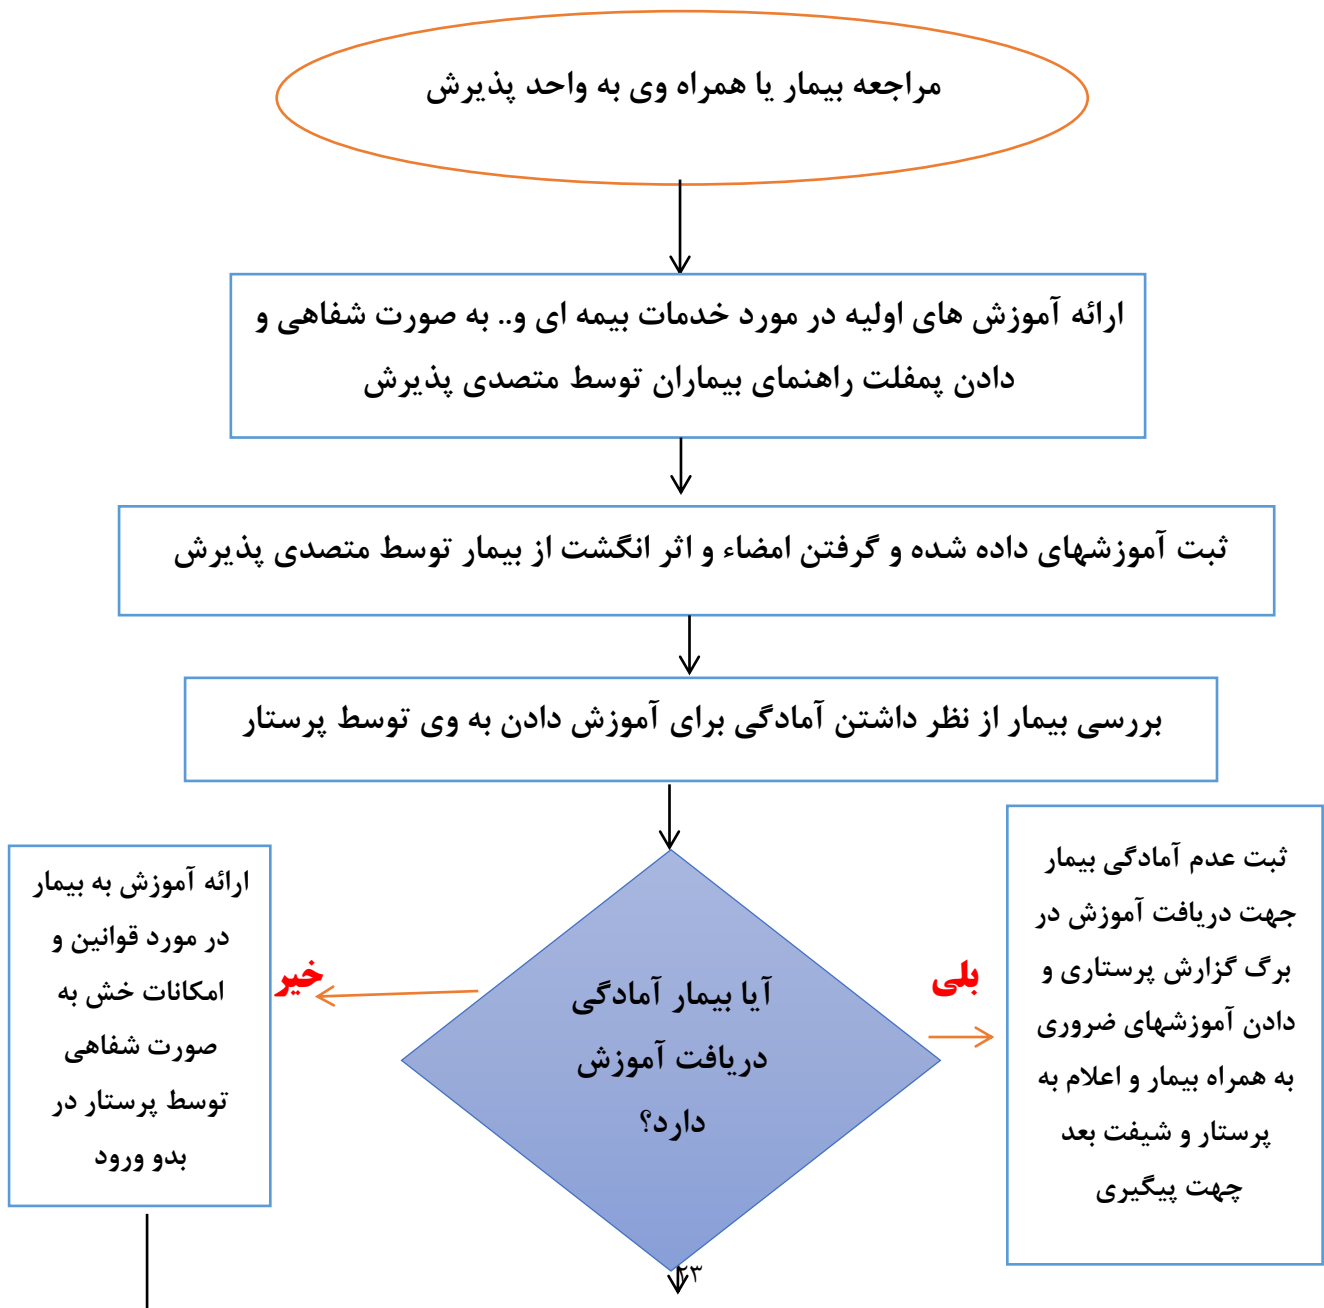 مراجعه بیمار یا همراه وی به واحد پذیرش
ارائه آموزش های اولیه در مورد خدمات بیمه ای و.. به صورت شفاهی و
دادن پمفلت راهنمای بیماران توسط متصدی پذیرش
ثبت آموزشهای داده شده و گرفتن امضاء و اثر انگشت از بیمار توسط متصدی پذیرش
بررسی بیمار از نظر داشتن آمادگی برای آموزش دادن به وی توسط پرستار
ثبت عدم آمادگی بیمار
جهت دریافت آموزش در
برگ گزارش پرستاری و
دادن آموزشهای ضروری
به همراه بیمار و اعلام به
پرستار و شیفت بعد
چهت پیگیری
بلی
آیا بیمار آمادگی
دریافت آموزش
دارد؟
خیر
ارائه آموزش به بیمار
در مورد قوانین و
امکانات خش به
صورت شفاهی
توسط پرستار در
بدو ورود
۲۳